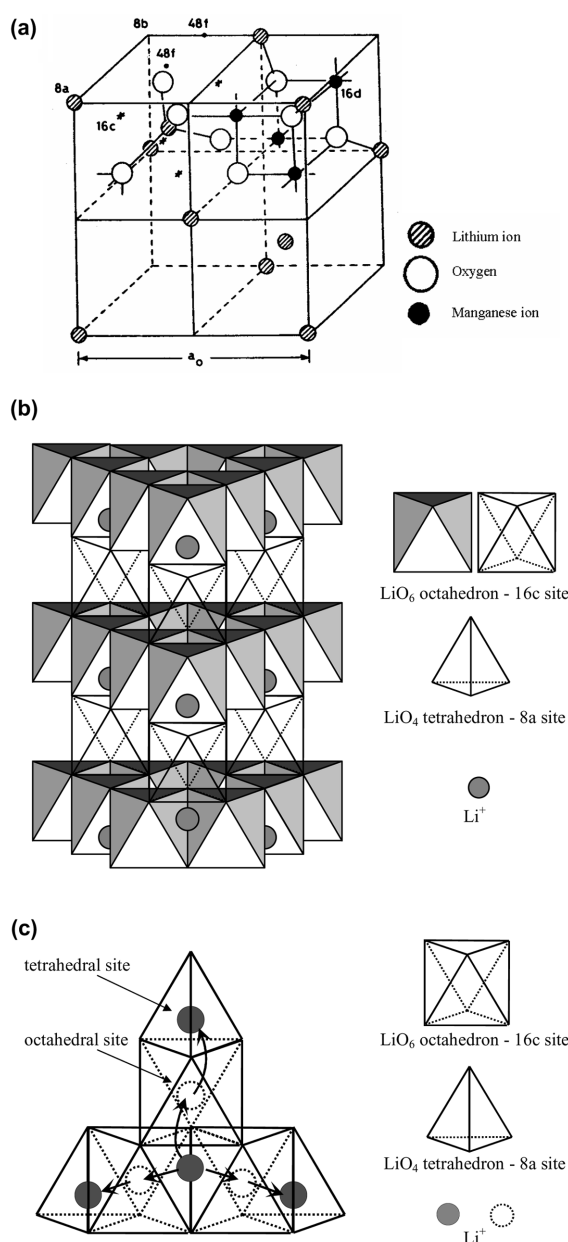 (a)
8b
48f
48f
8a
16d
16c
Lithium ion
Oxygen
Manganese ion
a₀
(b)
LiO₆ octahedron - 16c site
LiO₄ tetrahedron - 8a site
Li⁺
(c)
tetrahedral site
octahedral site
LiO₆ octahedron - 16c site
LiO₄ tetrahedron - 8a site
Li⁺